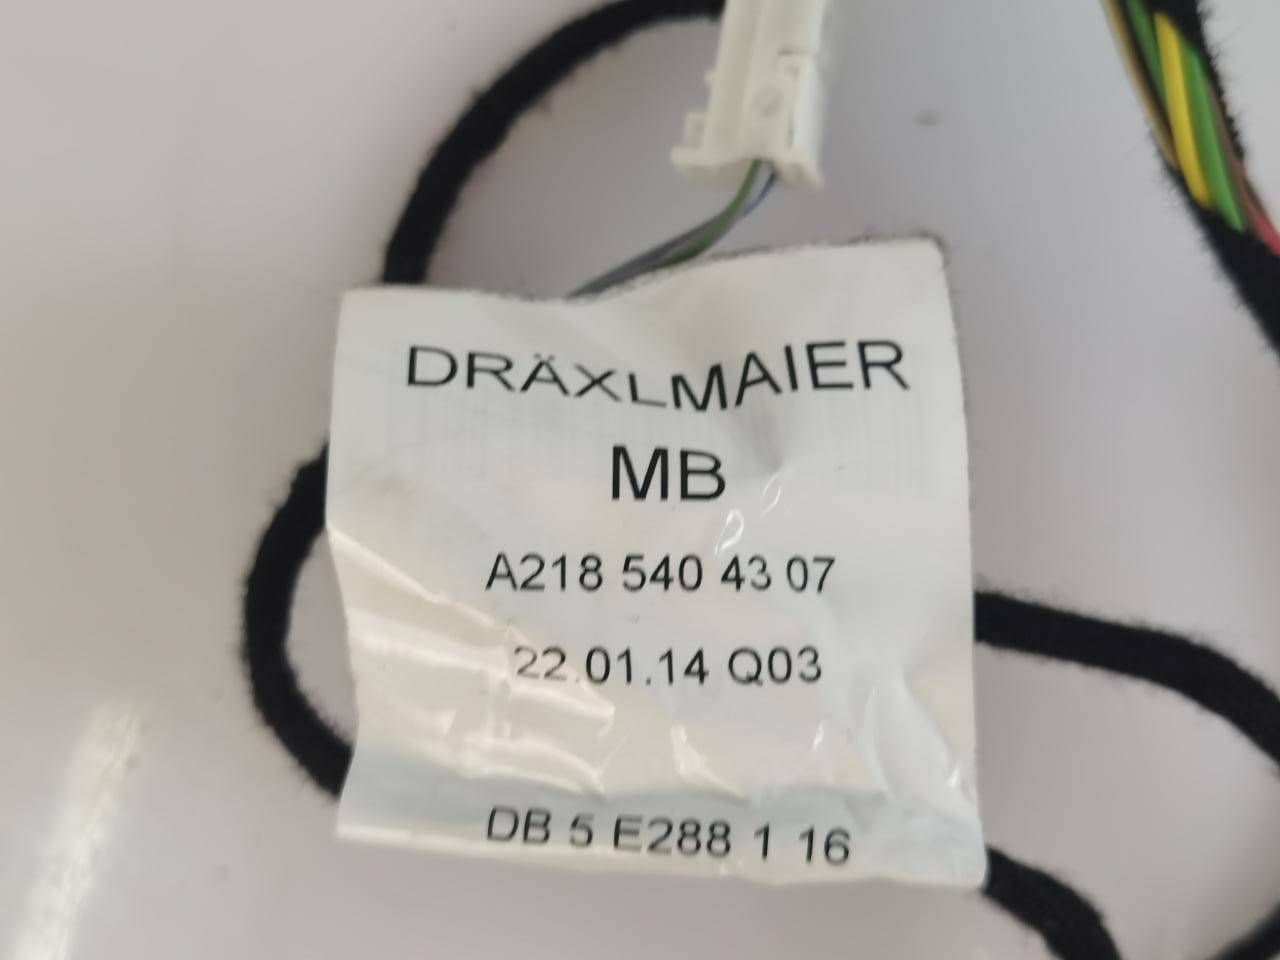 DRÄXLMAIER
MB
A218 540 43 07
22.01.14 Q03
DB 5 E288 1 16